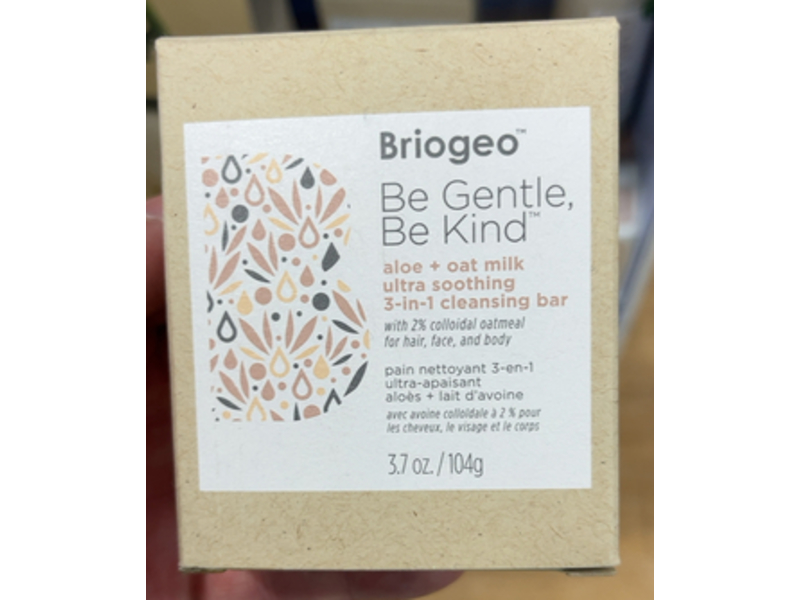 Briogeo™
Be Gentle,
Be Kind™
aloe + oat milk
ultra soothing
3-in-1 cleansing bar
with 2% colloidal oatmeal
for hair, face, and body
pain nettoyant 3-en-1
ultra-apaisant
aloès + lait d'avoine
avec avoine colloïdale à 2 % pour
les cheveux, le visage et le corps
3.7 oz. / 104g